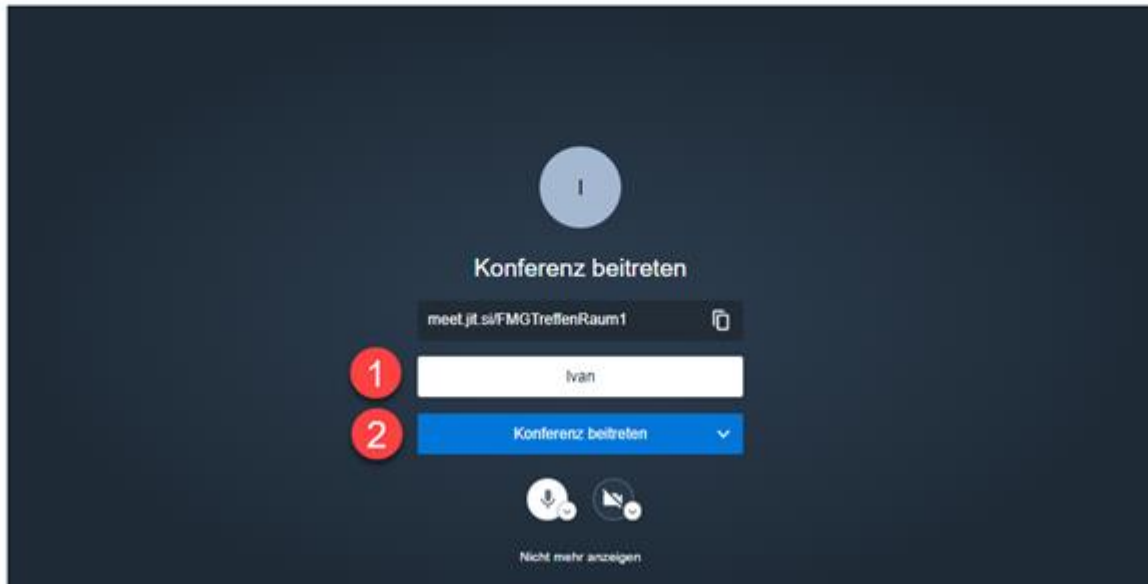 I
Konferenz beitreten
meet.jit.si/FMGTreffenRaum1
1
Ivan
2
Konferenz beitreten
Nicht mehr anzeigen